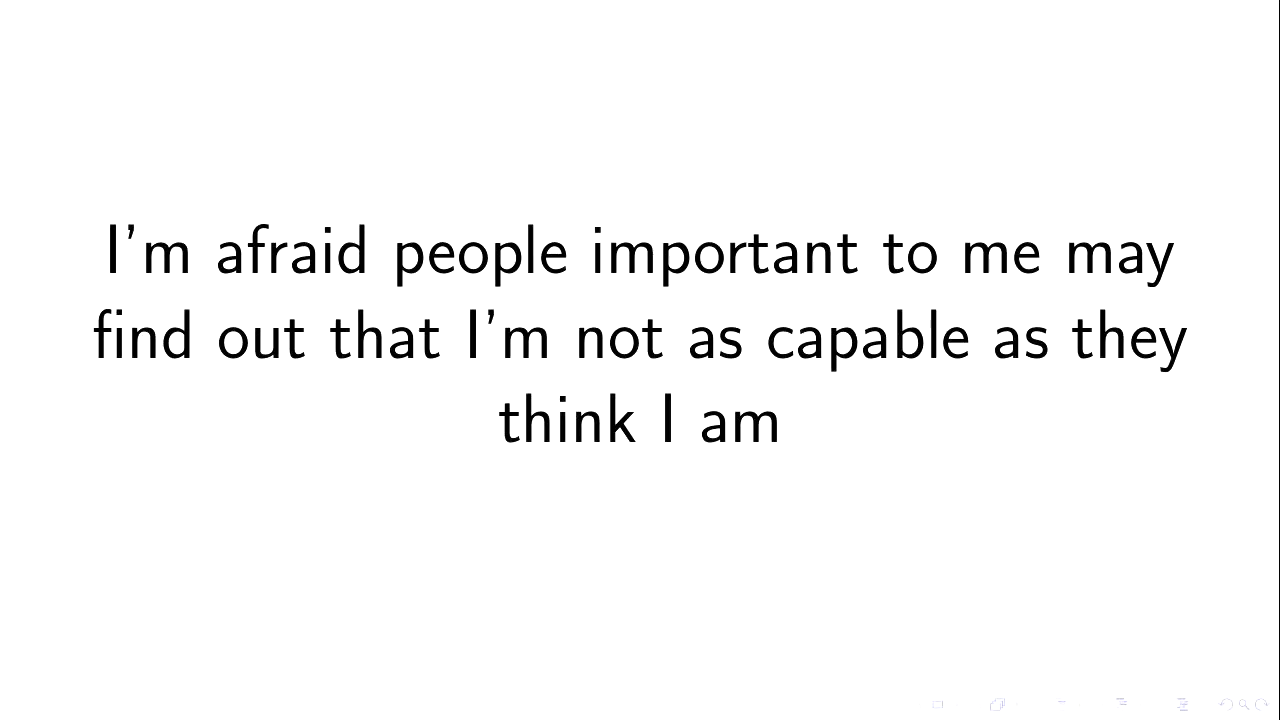 I'm afraid people important to me may
find out that I'm not as capable as they
think I am